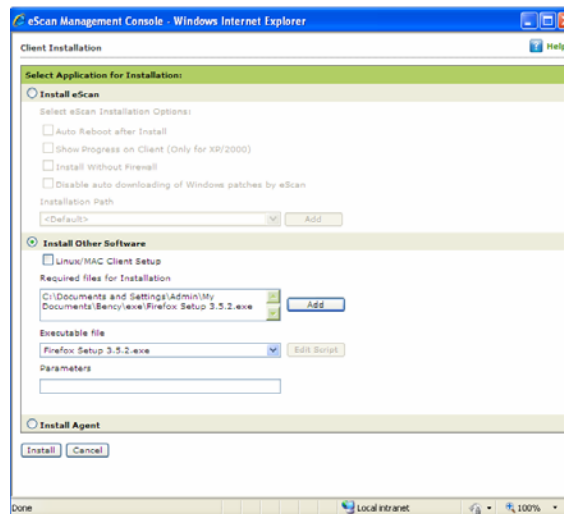 eScan Management Console - Windows Internet Explorer
Client Installation
Help
Select Application for Installation:
Install eScan
Select eScan Installation Options:
Auto Reboot after Install
Show Progress on Client (Only for XP/2000)
Install Without Firewall
Disable auto downloading of Windows patches by eScan
Installation Path
<Default>
Add
Install Other Software
Linux/MAC Client Setup
Required files for Installation
C:\Documents and Settings\Admin\My
Documents\Bency\exe\Firefox Setup 3.5.2.exe
Add
Executable file
Firefox Setup 3.5.2.exe
Edit Script
Parameters
Install Agent
Install
Cancel
Done
Local intranet
100%